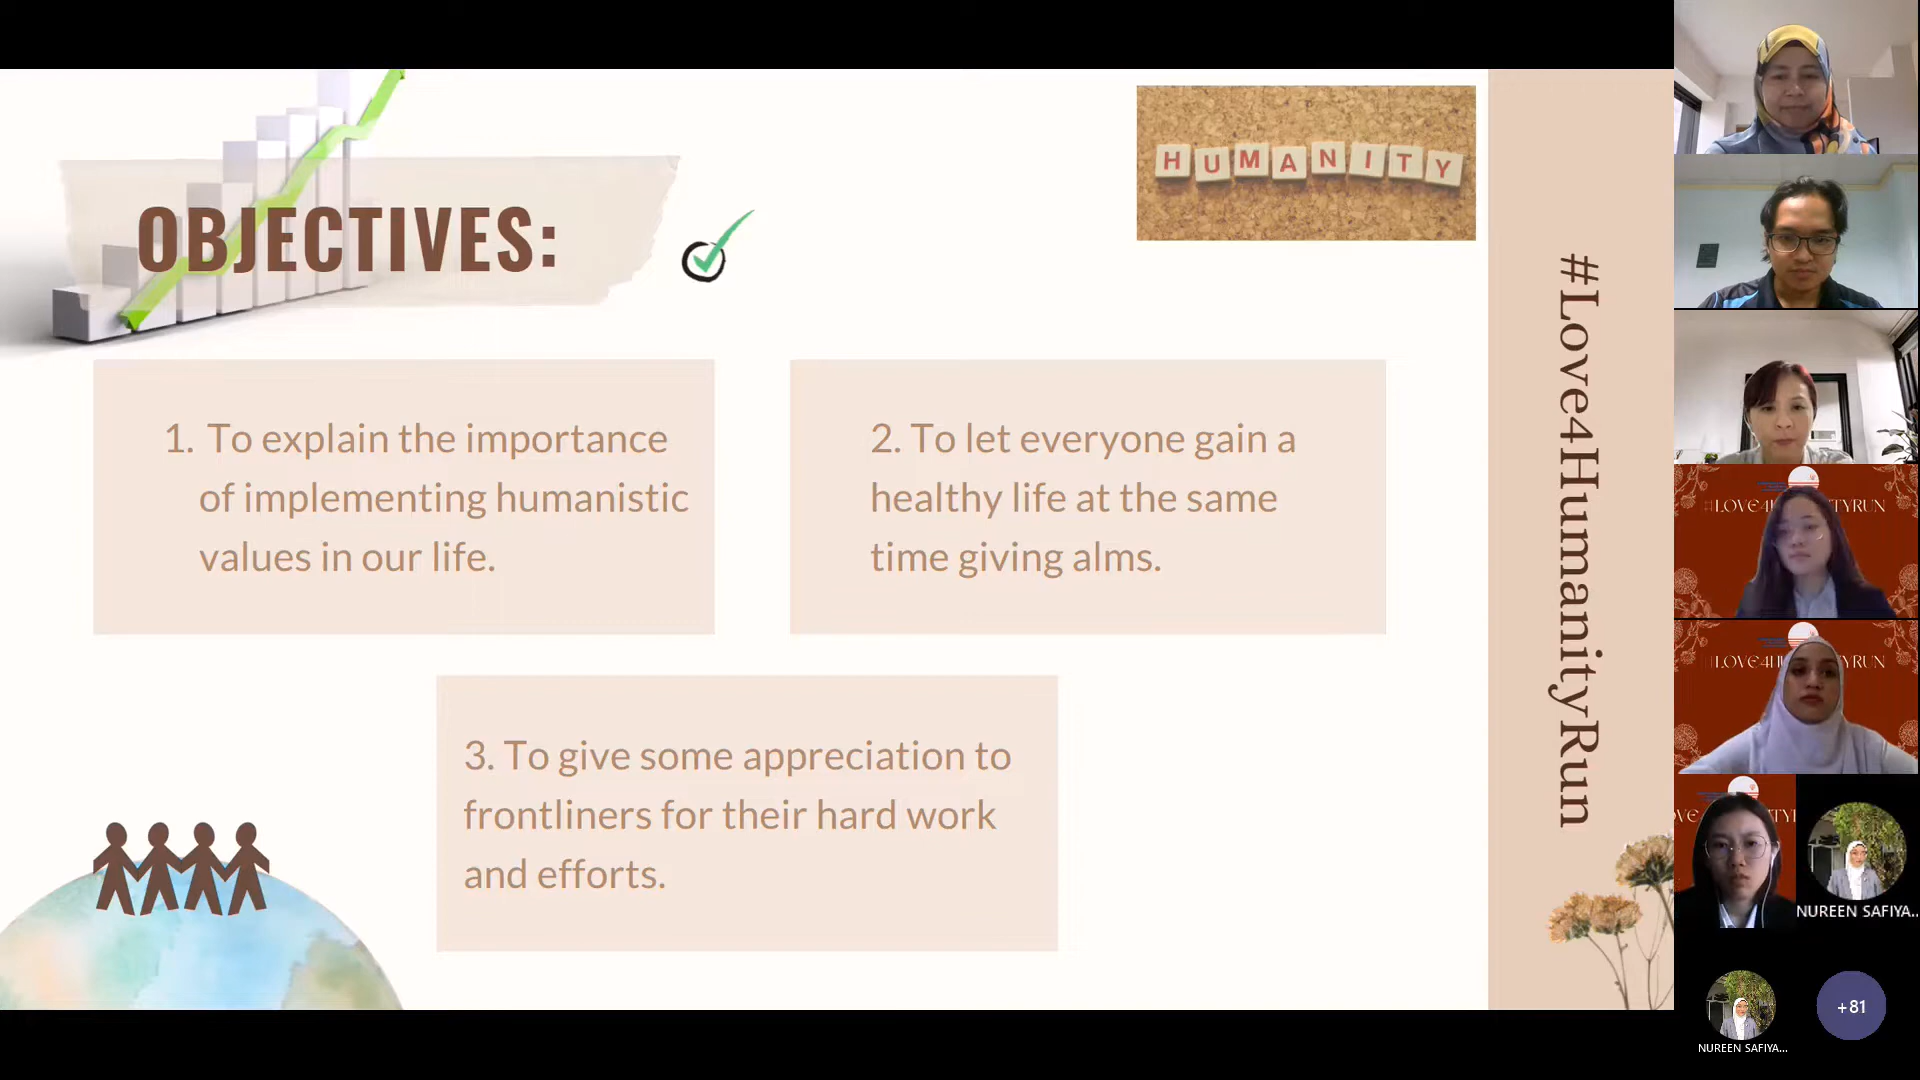 HUMANITY
OBJECTIVES:
1. To explain the importance
of implementing humanistic
values in our life.
2. To let everyone gain a
healthy life at the same
time giving alms.
3. To give some appreciation to
frontliners for their hard work
and efforts.
#Love4HumanityRun
NUREEN SAFIYA...
NUREEN SAFIYA...
+81